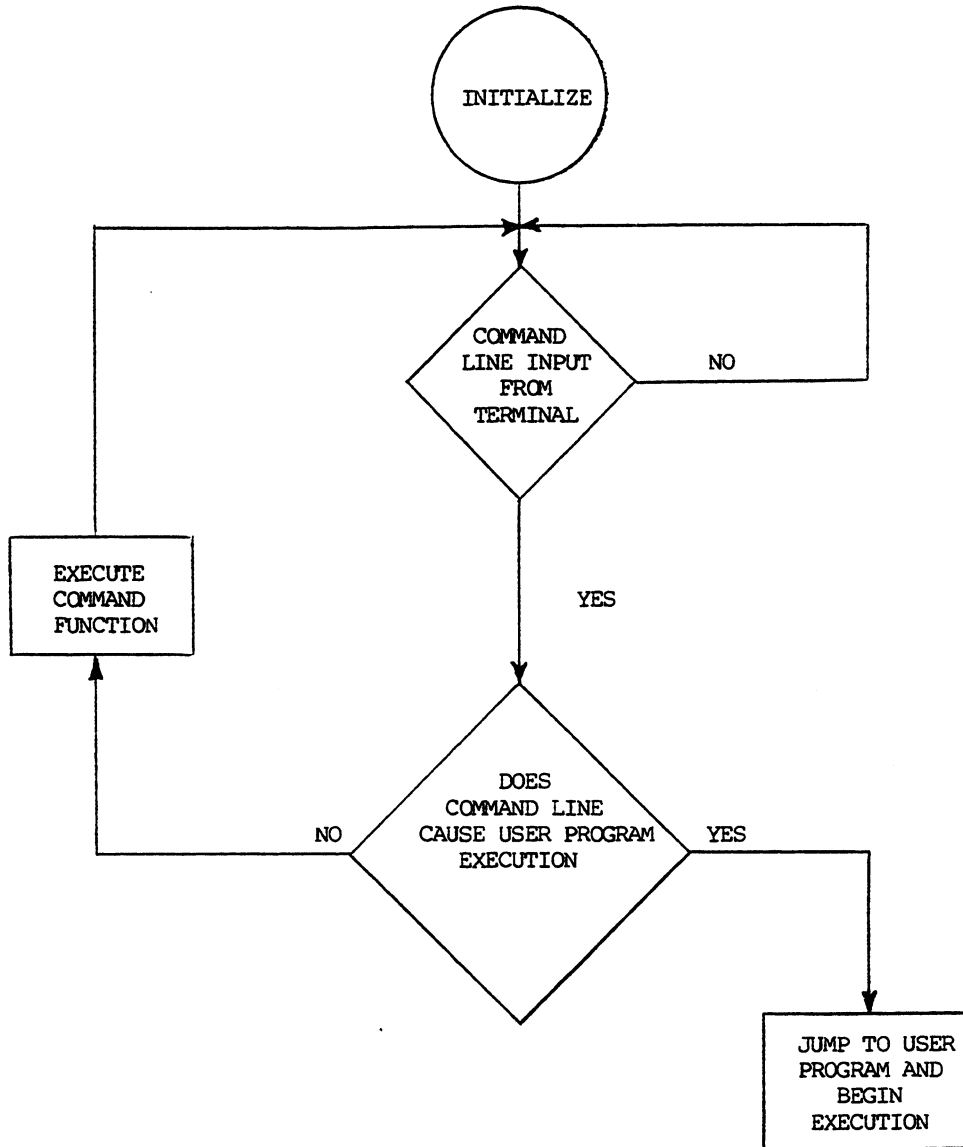 INITIALIZE
COMMAND
LINE INPUT
FROM
TERMINAL
NO
EXECUTE
COMMAND
FUNCTION
YES
DOES
COMMAND LINE
CAUSE USER PROGRAM
EXECUTION
NO
YES
JUMP TO USER
PROGRAM AND
BEGIN
EXECUTION